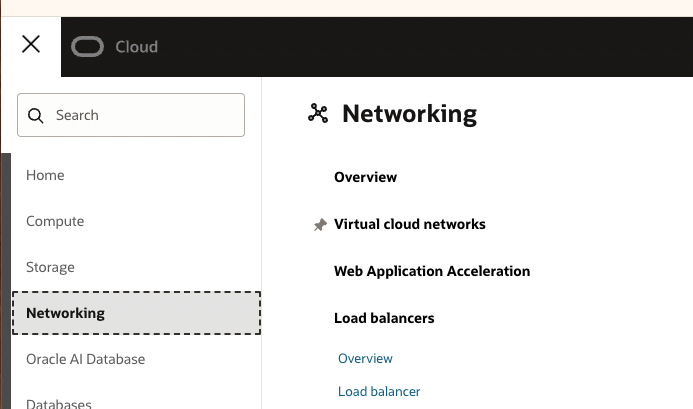 Cloud
Search
Home
Compute
Storage
Networking
Oracle AI Database
Databases
Networking
Overview
Virtual cloud networks
Web Application Acceleration
Load balancers
Overview
Load balancer